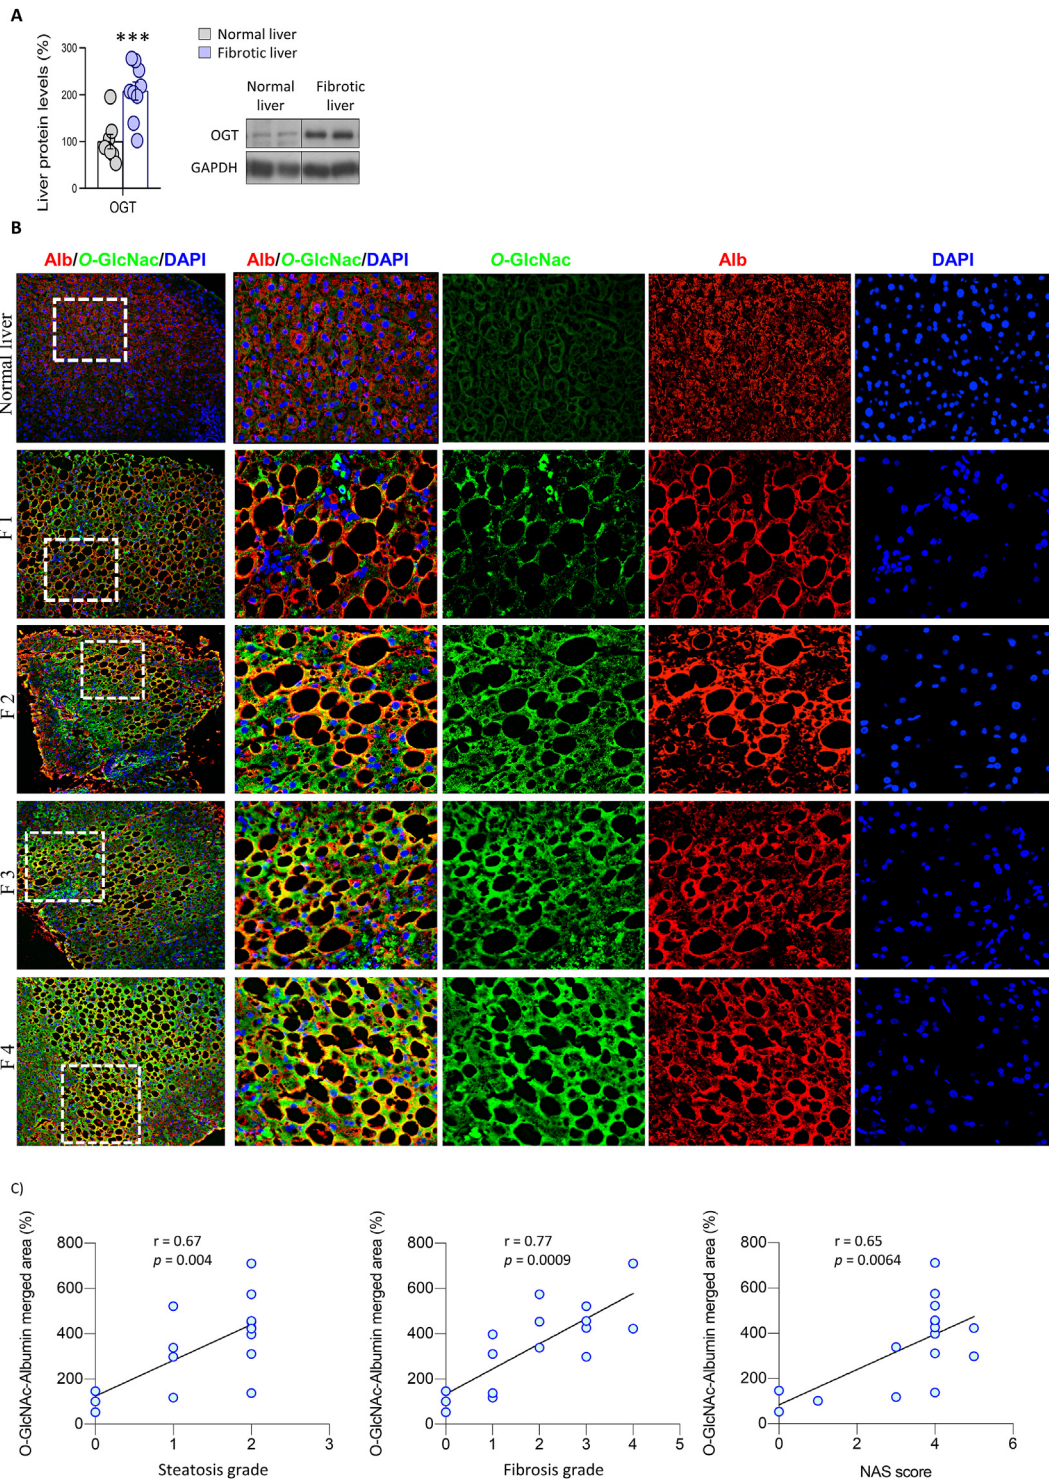 A
Liver protein levels (%)
300
200
100
0
***
OGT
Normal liver
Fibrotic liver
Normal Fibrotic
liver liver
OGT
GAPDH
B
Alb/O-GlcNac/DAPI Alb/O-GlcNac/DAPI O-GlcNac Alb DAPI
Normal liver
F 1
F 2
F 3
F 4
C)
O-GlcNAc-Albumin merged area (%)
800
600
400
200
0
r = 0.67
p = 0.004
0 1 2 3
Steatosis grade
O-GlcNAc-Albumin merged area (%)
800
600
400
200
0
r = 0.77
p = 0.0009
0 1 2 3 4 5
Fibrosis grade
O-GlcNAc-Albumin merged area (%)
800
600
400
200
0
r = 0.65
p = 0.0064
0 2 4 6
NAS score